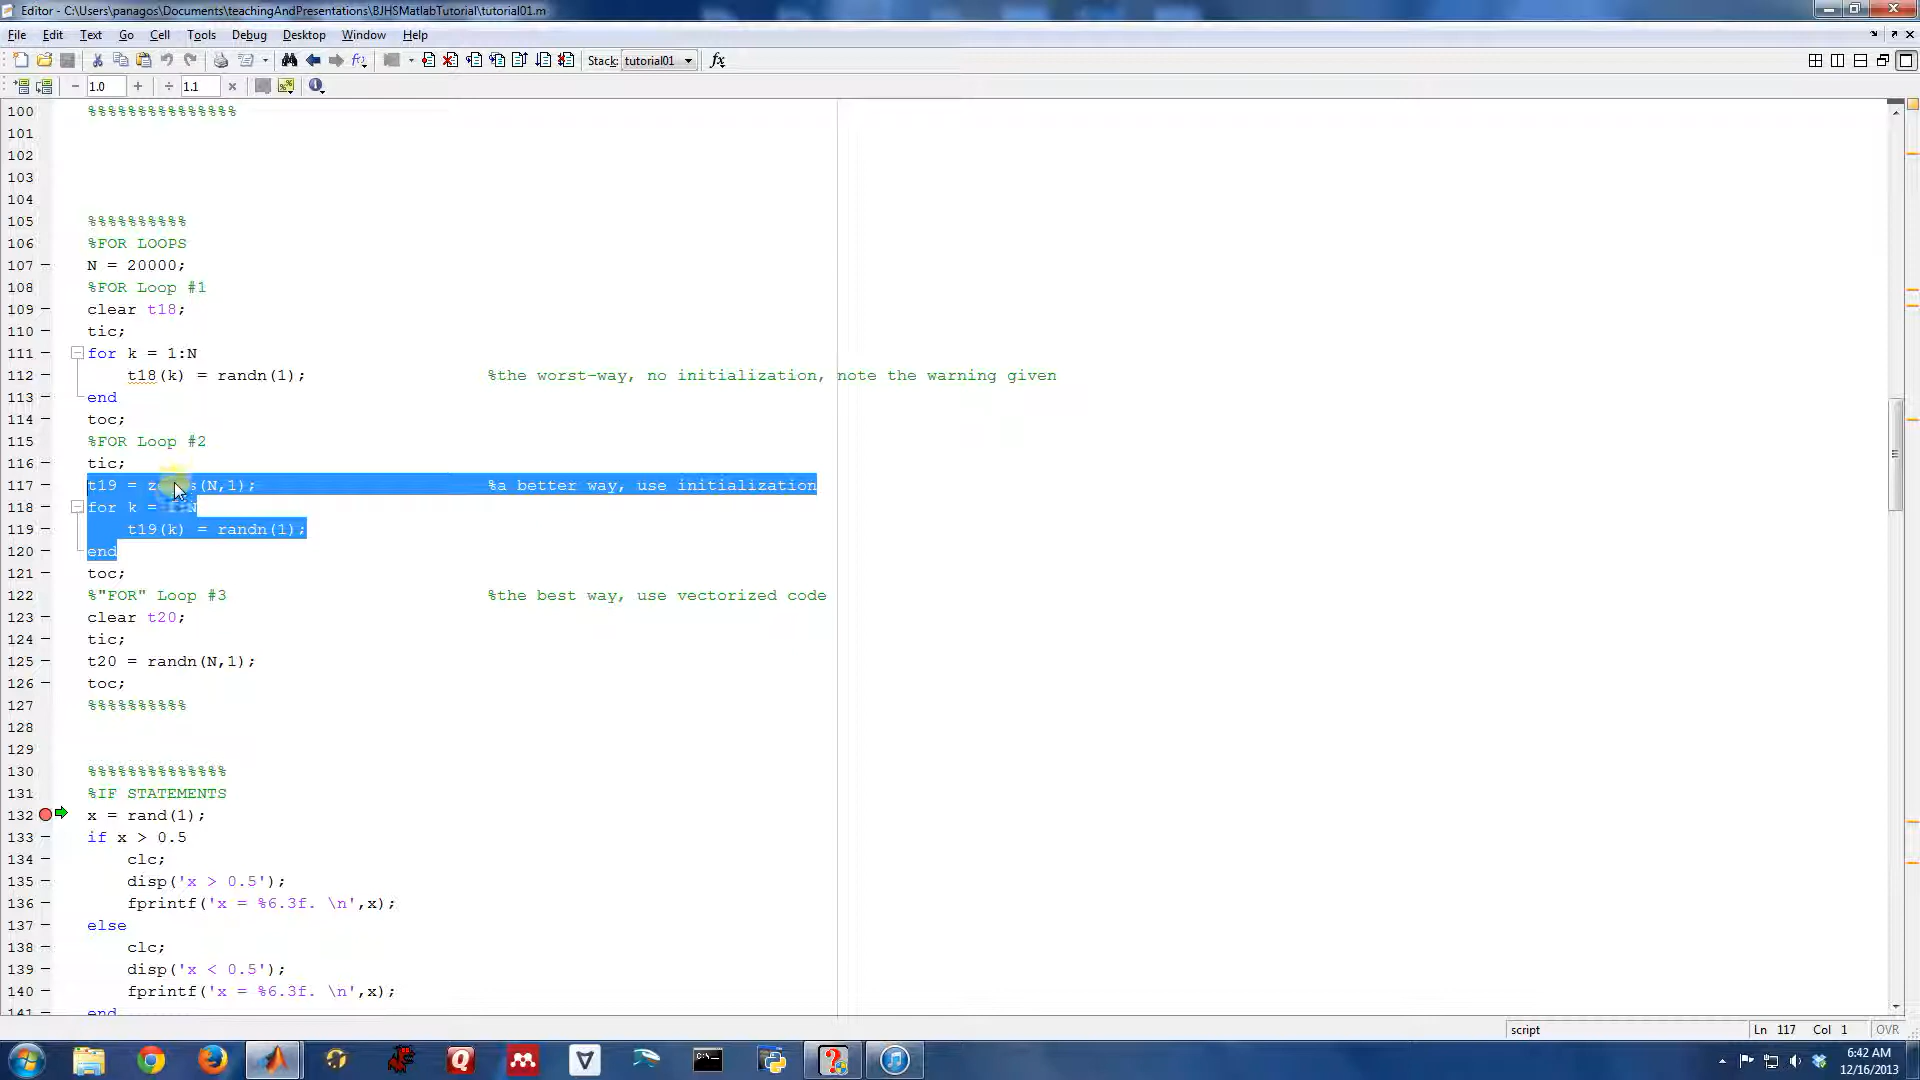 Editor - C:\Users\panagos\Documents\teachingAndPresentations\BJHSMatlabTutorial\tutorial01.m
File Edit Text Go Cell Tools Debug Desktop Window Help
Stack: tutorial01 fx
− 1.0 + ÷ 1.1 ×
100 %%%%%%%%%%%%%%%
101
102
103
104
105 %%%%%%%%%%
106 %FOR LOOPS
107 − N = 20000;
108 %FOR Loop #1
109 − clear t18;
110 − tic;
111 − for k = 1:N
112 − t18(k) = randn(1); %the worst-way, no initialization, note the warning given
113 − end
114 − toc;
115 %FOR Loop #2
116 − tic;
117 − t19 = (N,1); %a better way, use initialization
118 − for k = N
119 − t19(k) = randn(1);
120 − end
121 − toc;
122 %"FOR" Loop #3 %the best way, use vectorized code
123 − clear t20;
124 − tic;
125 − t20 = randn(N,1);
126 − toc;
127 %%%%%%%%%%
128
129
130 %%%%%%%%%%%%%%
131 %IF STATEMENTS
132 x = rand(1);
133 − if x > 0.5
134 − clc;
135 − disp('x > 0.5');
136 − fprintf('x = %6.3f. \n',x);
137 − else
138 − clc;
139 − disp('x < 0.5');
140 − fprintf('x = %6.3f. \n',x);
141 − end
script Ln 117 Col 1 OVR
6:42 AM
12/16/2013